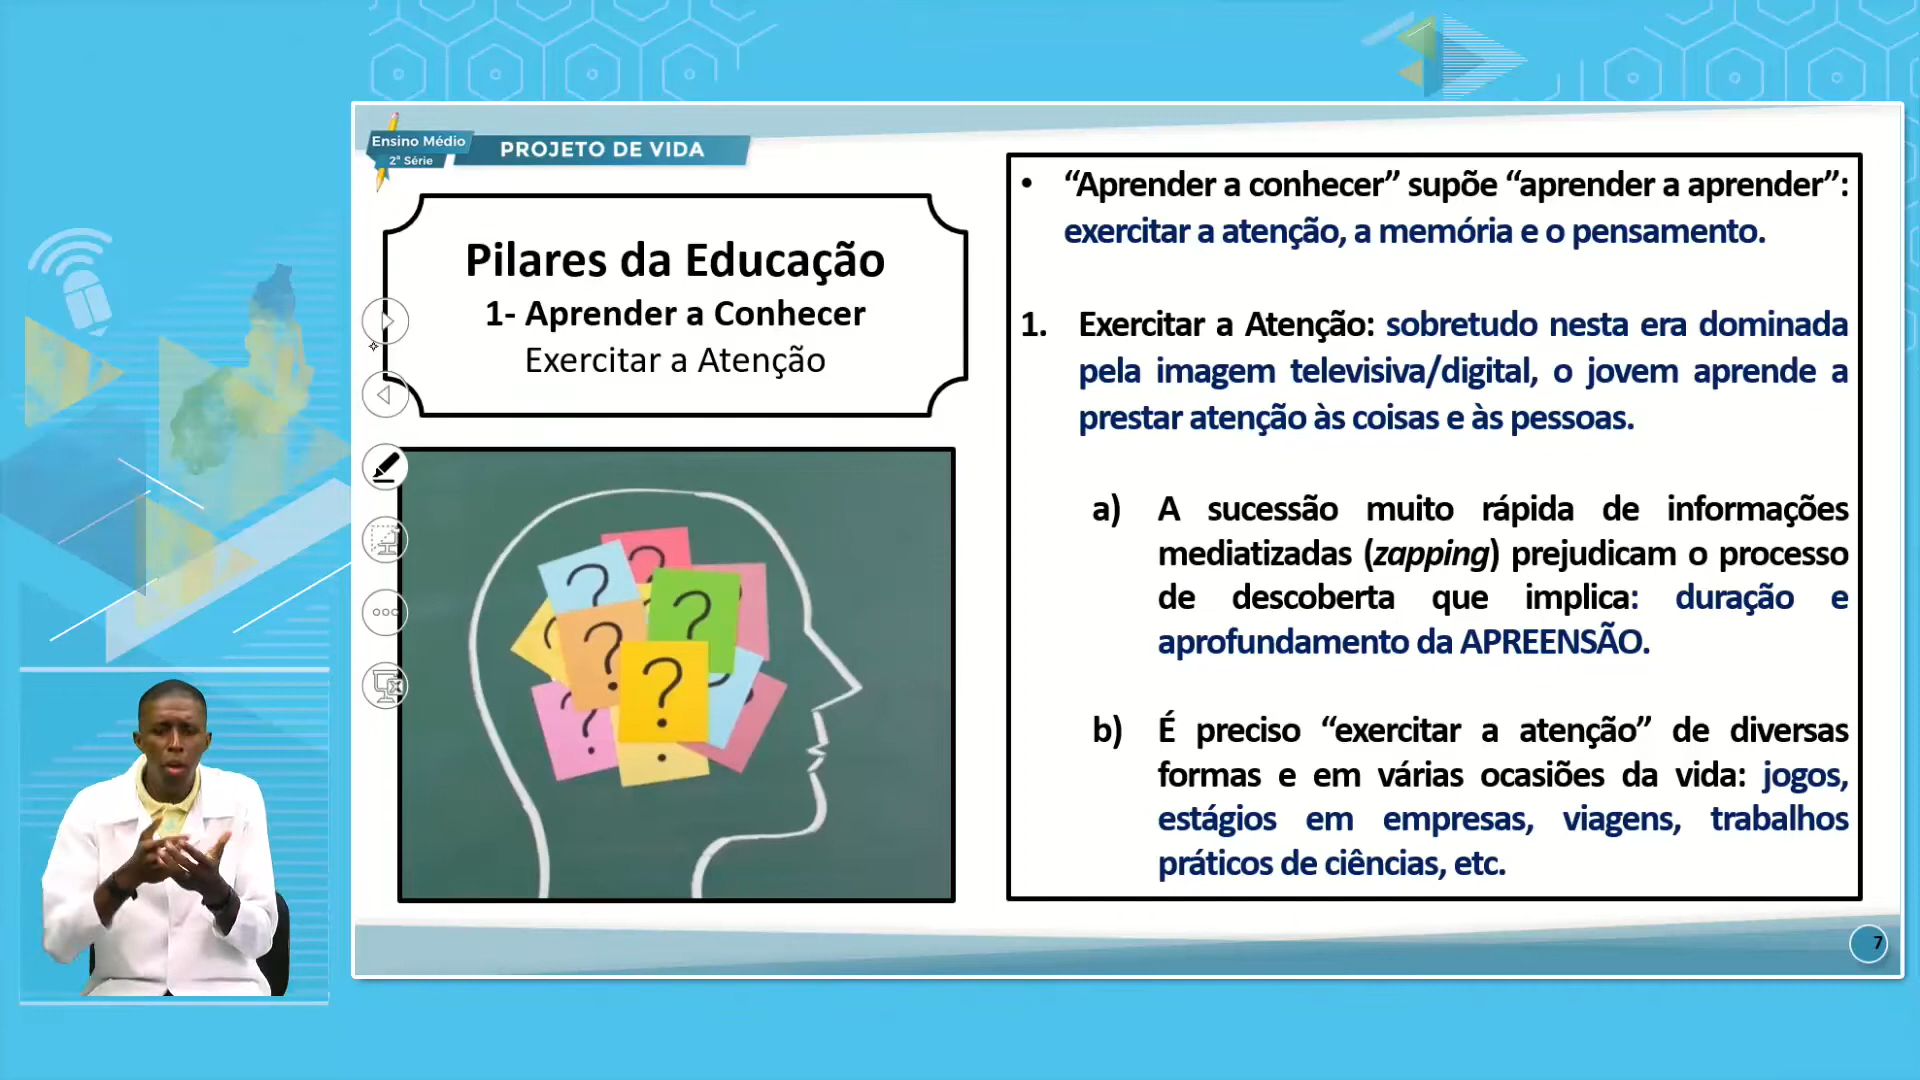 Ensino Médio
2ª Série
PROJETO DE VIDA
Pilares da Educação
1- Aprender a Conhecer
Exercitar a Atenção
? ? ? ? ? ? ?
• “Aprender a conhecer” supõe “aprender a aprender”:
exercitar a atenção, a memória e o pensamento.
1. Exercitar a Atenção: sobretudo nesta era dominada
pela imagem televisiva/digital, o jovem aprende a
prestar atenção às coisas e às pessoas.
a) A sucessão muito rápida de informações
mediatizadas (zapping) prejudicam o processo
de descoberta que implica: duração e
aprofundamento da APREENSÃO.
b) É preciso “exercitar a atenção” de diversas
formas e em várias ocasiões da vida: jogos,
estágios em empresas, viagens, trabalhos
práticos de ciências, etc.
7